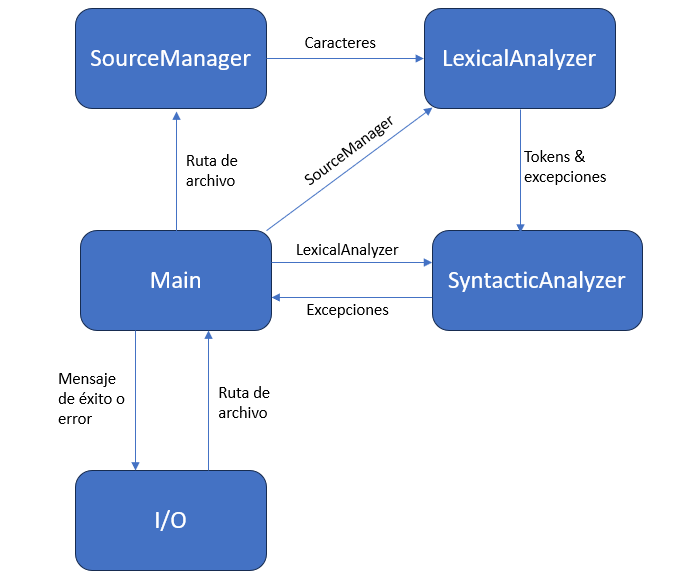 SourceManager
Caracteres
LexicalAnalyzer
Ruta de
archivo
SourceManager
Tokens &
excepciones
Main
LexicalAnalyzer
Excepciones
SyntacticAnalyzer
Mensaje
de éxito o
error
Ruta de
archivo
I/O